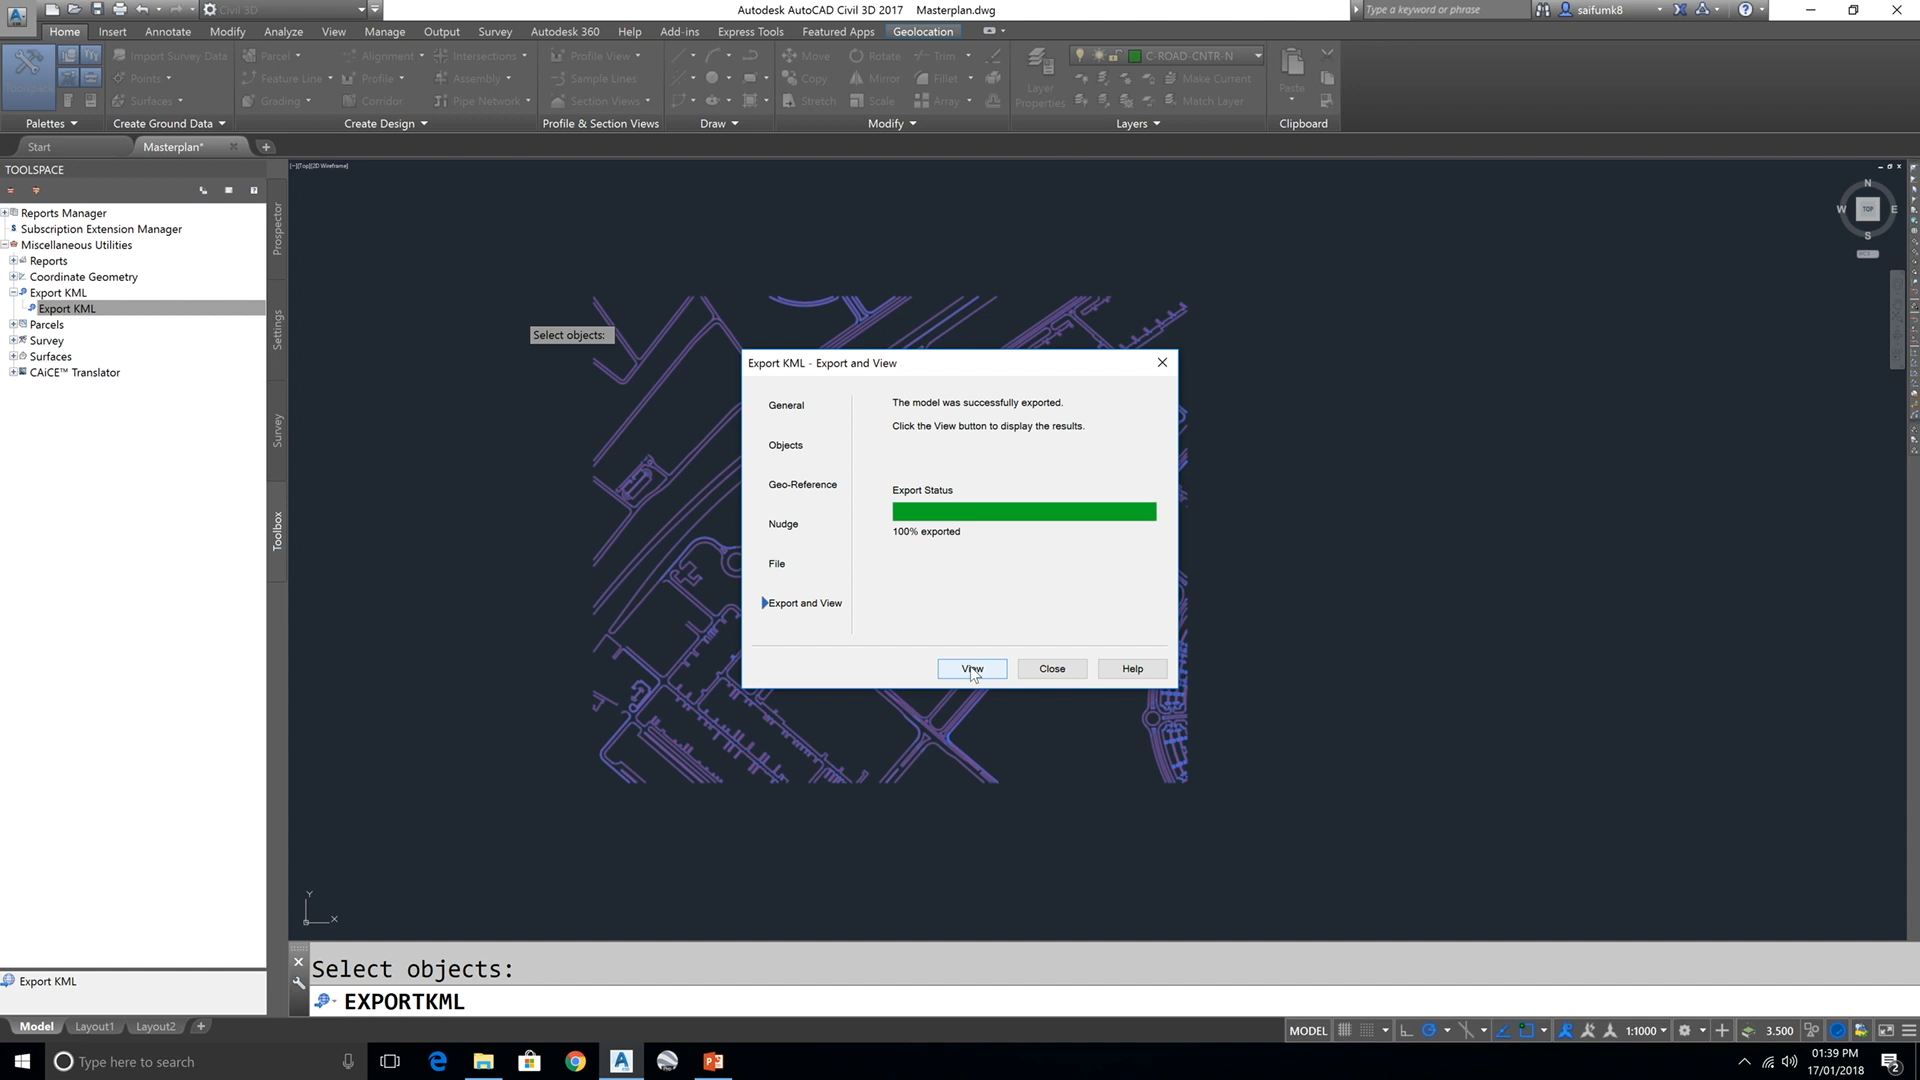 Civil 3D
Autodesk AutoCAD Civil 3D 2017 Masterplan.dwg
Type a keyword or phrase
saifumk8
Home Insert Annotate Modify Analyze View Manage Output Survey Autodesk 360 Help Add-ins Express Tools Featured Apps Geolocation
Toolspace
Import Survey Data
Points
Surfaces
Parcel
Feature Line
Grading
Alignment
Profile
Corridor
Intersections
Assembly
Pipe Network
Profile View
Sample Lines
Section Views
Move
Copy
Stretch
Rotate
Mirror
Scale
Trim
Fillet
Array
Layer Properties
C-ROAD-CNTR-N
Make Current
Match Layer
Paste
Palettes
Create Ground Data
Create Design
Profile & Section Views
Draw
Modify
Layers
Clipboard
Start
Masterplan*
TOOLSPACE
[−][Top][2D Wireframe]
Reports Manager
Subscription Extension Manager
Miscellaneous Utilities
Reports
Coordinate Geometry
Export KML
Export KML
Parcels
Survey
Surfaces
CAiCE™ Translator
Prospector
Settings
Survey
Toolbox
N
W TOP E
S
Select objects:
Export KML - Export and View
General
Objects
Geo-Reference
Nudge
File
Export and View
The model was successfully exported.
Click the View button to display the results.
Export Status
100% exported
View
Close
Help
Y
X
Select objects:
EXPORTKML
Export KML
Model Layout1 Layout2
MODEL
1:1000
3.500
Type here to search
01:39 PM
17/01/2018
2